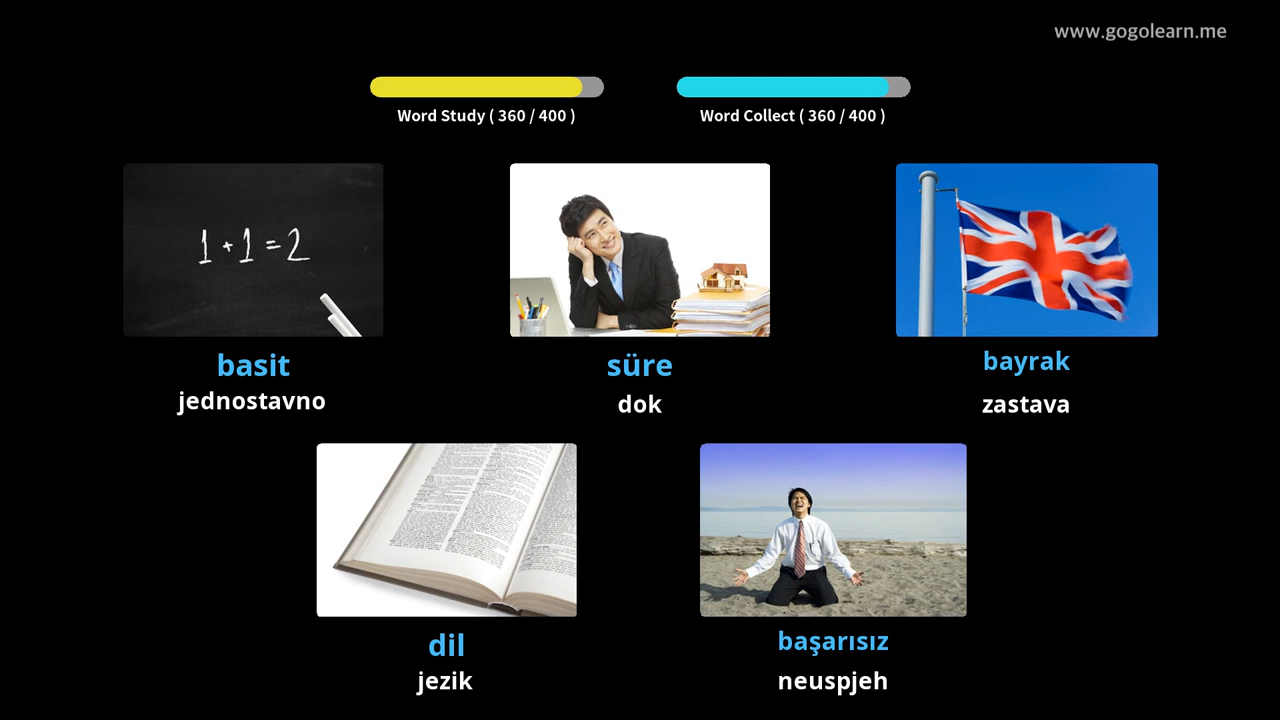 www.gogolearn.me
Word Study ( 360 / 400 )
Word Collect ( 360 / 400 )
1 + 1 = 2
basit
jednostavno
süre
dok
bayrak
zastava
dil
jezik
başarısız
neuspjeh